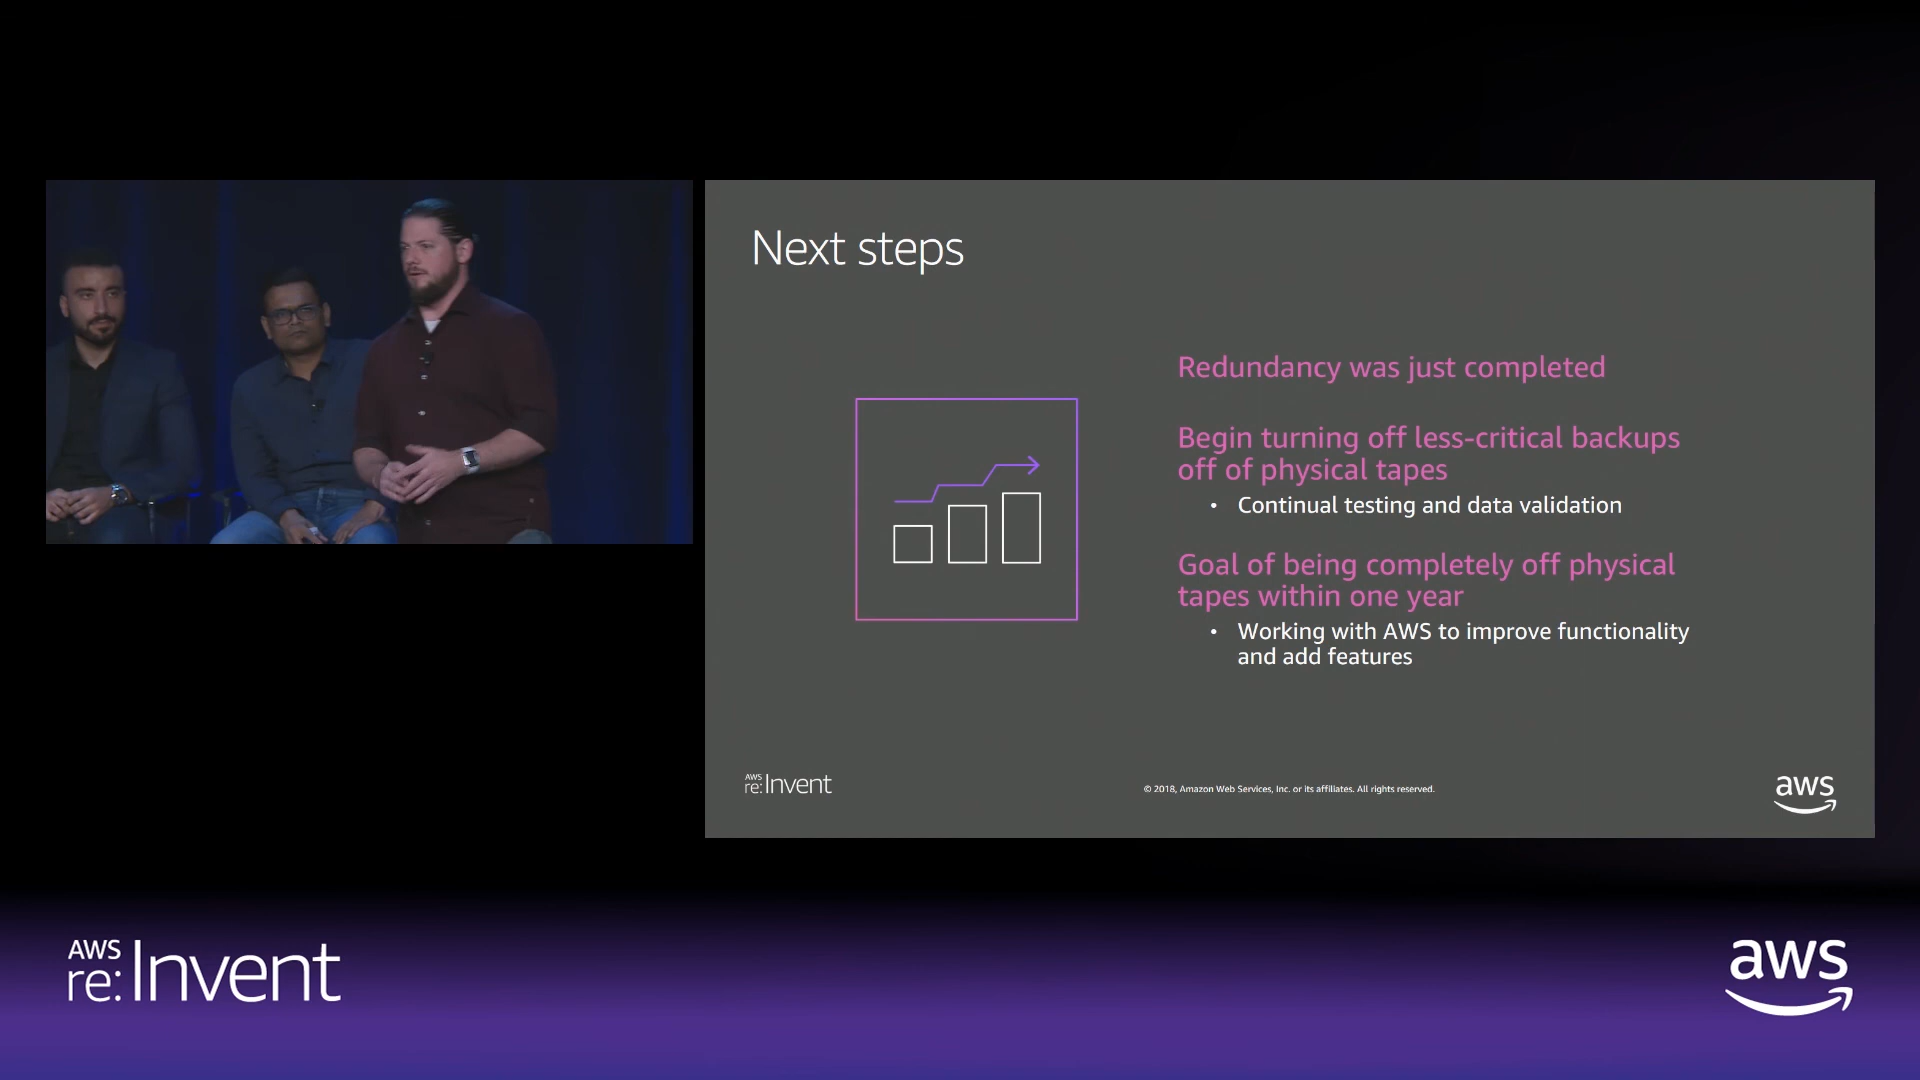 Next steps
Redundancy was just completed
Begin turning off less-critical backups
off of physical tapes
• Continual testing and data validation
Goal of being completely off physical
tapes within one year
• Working with AWS to improve functionality
and add features
AWS
re:Invent
© 2018, Amazon Web Services, Inc. or its affiliates. All rights reserved.
aws
AWS
re:Invent
aws